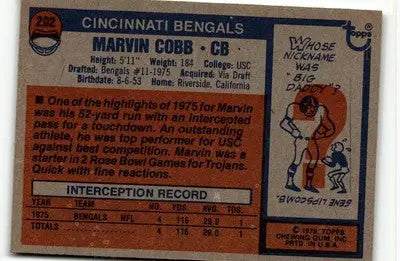 292
CINCINNATI BENGALS
MARVIN COBB · CB
Height: 5'11" Weight: 184 College: USC
Drafted: Bengals #11-1975 Acquired: Via Draft
Birthdate: 8-6-53 Home: Riverside, California
One of the highlights of 1975 for Marvin
was his 52-yard run with an intercepted
pass for a touchdown. An outstanding
athlete, he was top performer for USC
against best competition. Marvin was a
starter in 2 Rose Bowl Games for Trojans.
Quick with fine reactions.
INTERCEPTION RECORD
YEAR TEAM NO. YDS. AVG. TDS
1975 BENGALS NFL 4 116 29.0 1
TOTALS 4 116 29.0 1
topps
WHOSE
NICKNAME
WAS
"BIG
DADDY"?
GENE LIPSCOMB.
© 1976 TOPPS
CHEWING GUM, INC.
PRTD. IN U.S.A.